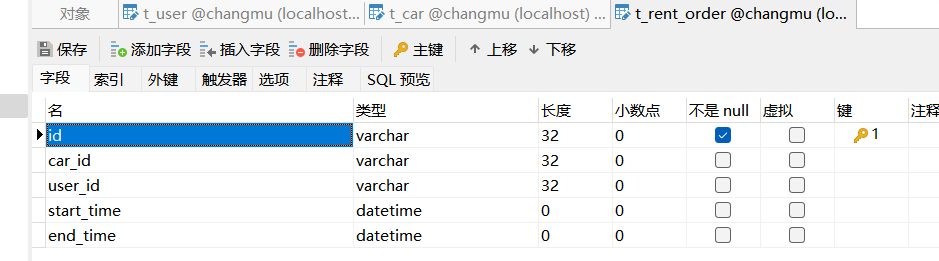 对象 t_user @changmu (localhost... t_car @changmu (localhost) ... t_rent_order @changmu (lo...
保存 添加字段 插入字段 删除字段 主键 上移 下移
字段 索引 外键 触发器 选项 注释 SQL 预览
名 类型 长度 小数点 不是 null 虚拟 键 注释
id varchar 32 0 1
car_id varchar 32 0
user_id varchar 32 0
start_time datetime 0 0
end_time datetime 0 0